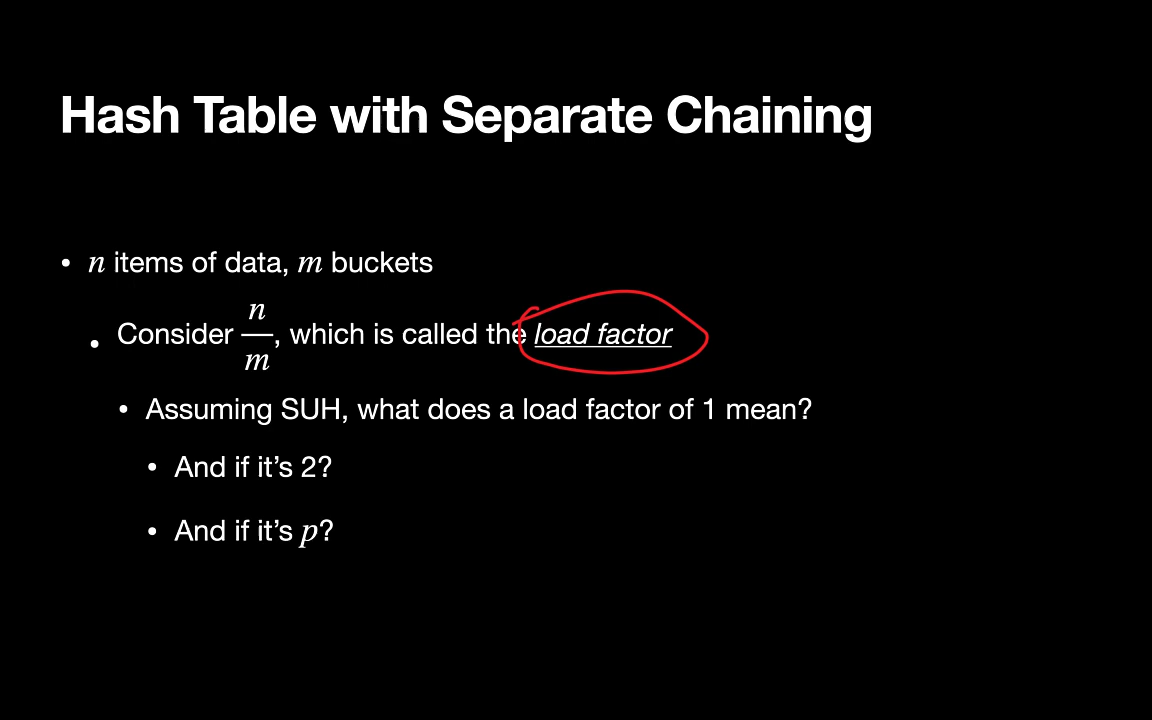 Hash Table with Separate Chaining
• n items of data, m buckets
• Consider n/m, which is called the load factor
• Assuming SUH, what does a load factor of 1 mean?
• And if it’s 2?
• And if it’s p?